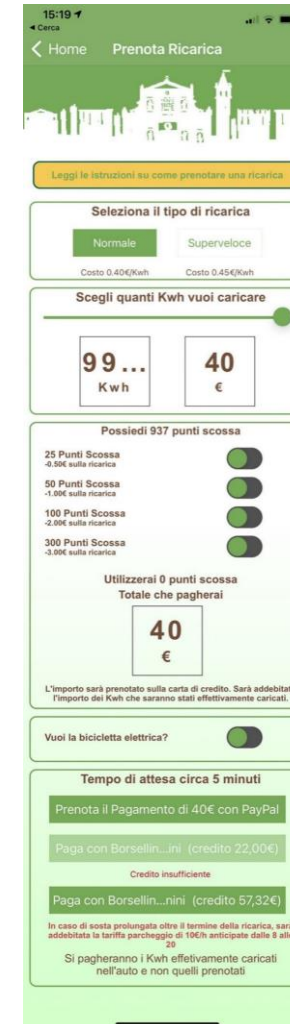 15:19
◄ Cerca
Home Prenota Ricarica
Leggi le istruzioni su come prenotare una ricarica
Seleziona il tipo di ricarica
Normale Superveloce
Costo 0.40€/Kwh Costo 0.45€/Kwh
Scegli quanti Kwh vuoi caricare
99... 40
Kwh €
Possiedi 937 punti scossa
25 Punti Scossa
-0.50€ sulla ricarica
50 Punti Scossa
-1.00€ sulla ricarica
100 Punti Scossa
-2.00€ sulla ricarica
300 Punti Scossa
-3.00€ sulla ricarica
Utilizzerai 0 punti scossa
Totale che pagherai
40
€
L'importo sarà prenotato sulla carta di credito. Sarà addebitat
l'importo dei Kwh che saranno stati effettivamente caricati.
Vuoi la bicicletta elettrica?
Tempo di attesa circa 5 minuti
Prenota il Pagamento di 40€ con PayPal
Paga con Borsellin...ini (credito 22,00€)
Credito insufficiente
Paga con Borsellin...nini (credito 57,32€)
In caso di sosta prolungata oltre il termine della ricarica, sarà
addebitata la tariffa parcheggio di 10€/h anticipate dalle 8 alle
20
Si pagheranno i Kwh effetivamente caricati
nell'auto e non quelli prenotati